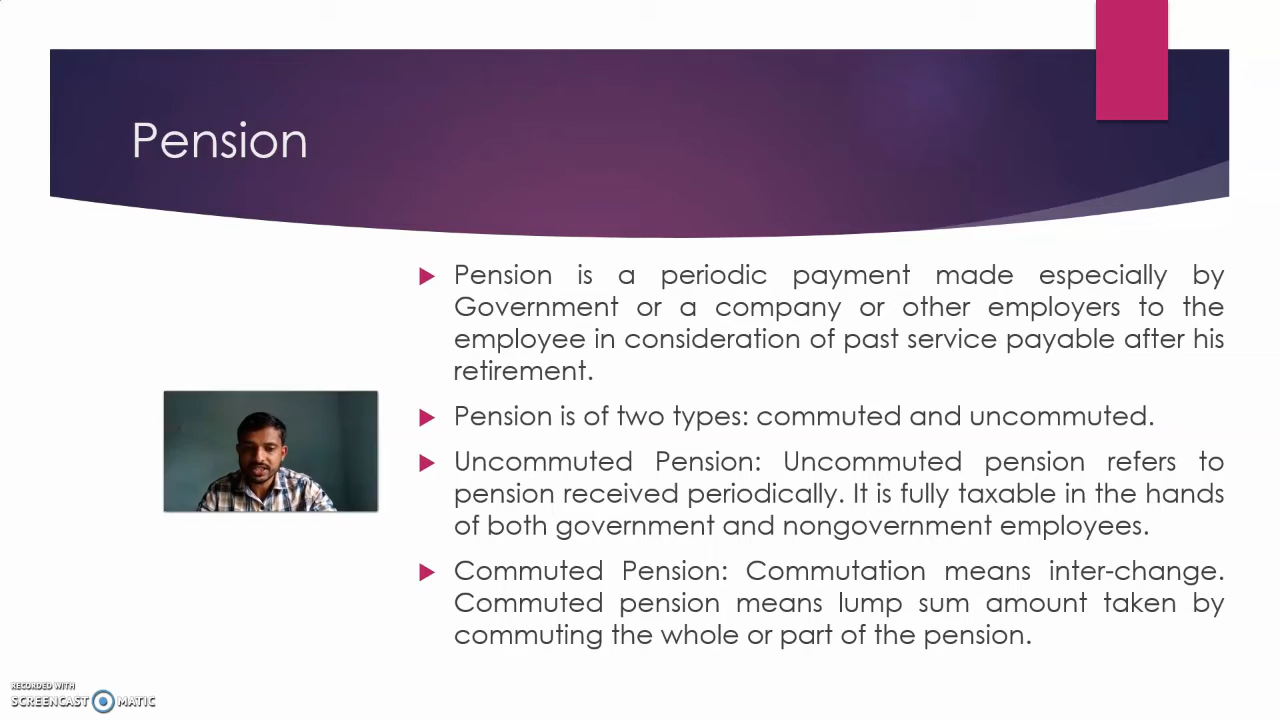 Pension
Pension is a periodic payment made especially by
Government or a company or other employers to the
employee in consideration of past service payable after his
retirement.
Pension is of two types: commuted and uncommuted.
Uncommuted Pension: Uncommuted pension refers to
pension received periodically. It is fully taxable in the hands
of both government and nongovernment employees.
Commuted Pension: Commutation means inter-change.
Commuted pension means lump sum amount taken by
commuting the whole or part of the pension.
RECORDED WITH
SCREENCAST MATIC